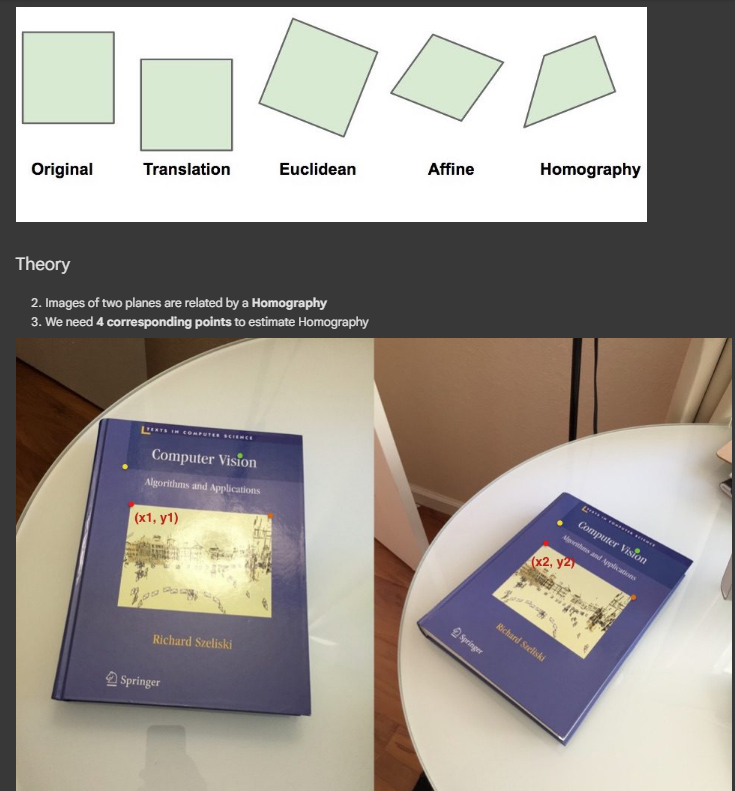 Original Translation Euclidean Affine Homography
Theory
2. Images of two planes are related by a Homography
3. We need 4 corresponding points to estimate Homography
TEXTS IN COMPUTER SCIENCE
Computer Vision
Algorithms and Applications
(x1, y1)
Richard Szeliski
Springer
TEXTS IN COMPUTER SCIENCE
Computer Vision
Algorithms and Applications
(x2, y2)
Richard Szeliski
Springer